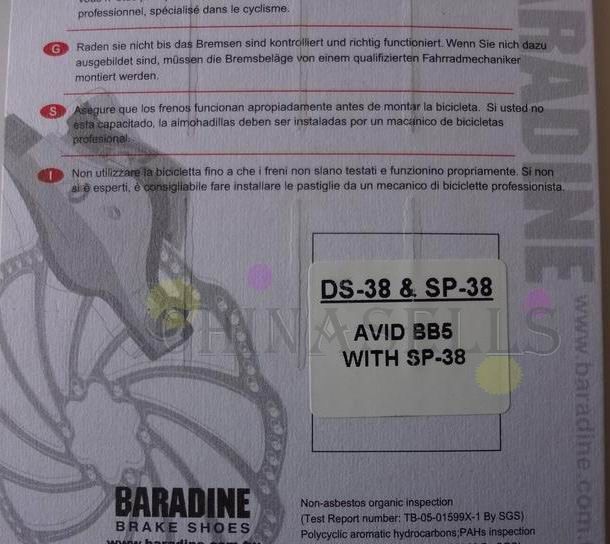 professionnel, spécialisé dans le cyclisme.
G Raden sie nicht bis das Bremsen sind kontrolliert und richtig functioniert. Wenn Sie nich dazu
ausgebildet sind, müssen die Bremsbeläge von einem qualifizierten Fahrradmechaniker
montiert werden.
S Asegure que los frenos funcionan apropiadamente antes de montar la bicicleta. Si usted no
esta capacitado, la almohadillas deben ser instaladas por un macanico de bicicletas
profesional.
I Non utilizzare la bicicletta fino a che i freni non siano testati e funzionino propriamente. Si non
si è esperti, è consigliabile fare installare le pastiglie da un mecanico di biciclette professionista.
BARADINE
www.baradine.com
DS-38 & SP-38
AVID BB5
WITH SP-38
CHINASELLS
BARADINE
BRAKE SHOES
www.baradine.com.tw
Non-asbestos organic inspection
(Test Report number: TB-05-01599X-1 By SGS)
Polycyclic aromatic hydrocarbons;PAHs inspection